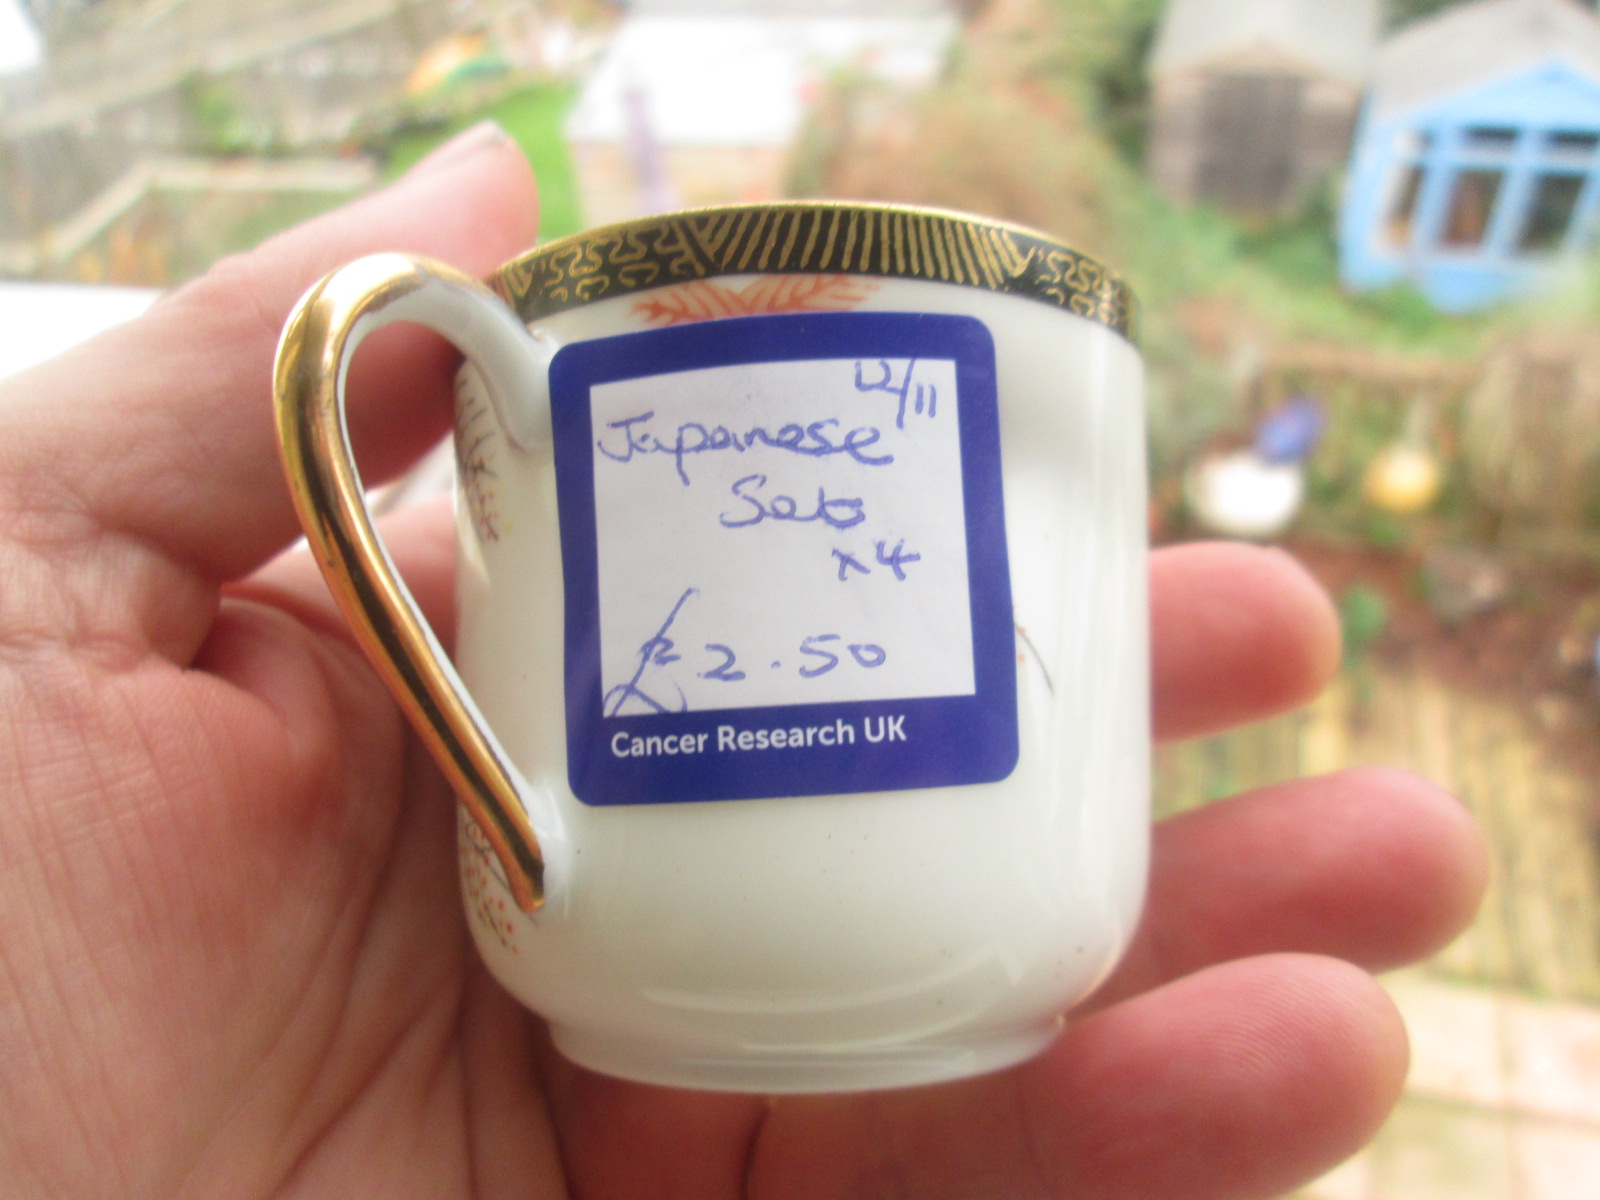 12/11
Japanese
Sets
x4
£2.50
Cancer Research UK